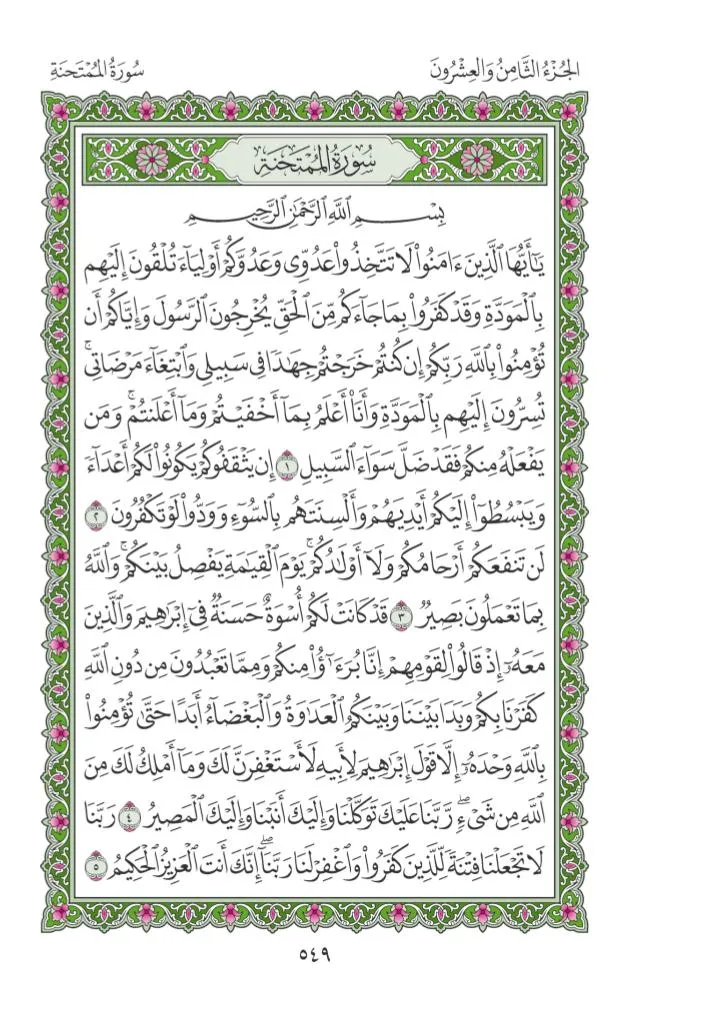 الجُزْءُ الثَّامِنُ وَالعِشْرُونَ سُورَةُ المُمْتَحنَةِ
سُورَةُ المُمْتَحنَةِ
بِسْمِ ٱللَّهِ ٱلرَّحْمَٰنِ ٱلرَّحِيمِ
يَٰٓأَيُّهَا ٱلَّذِينَ ءَامَنُوا۟ لَا تَتَّخِذُوا۟ عَدُوِّى وَعَدُوَّكُمْ أَوْلِيَآءَ تُلْقُونَ إِلَيْهِم
بِٱلْمَوَدَّةِ وَقَدْ كَفَرُوا۟ بِمَا جَآءَكُم مِّنَ ٱلْحَقِّ يُخْرِجُونَ ٱلرَّسُولَ وَإِيَّاكُمْ أَن
تُؤْمِنُوا۟ بِٱللَّهِ رَبِّكُمْ إِن كُنتُمْ خَرَجْتُمْ جِهَٰدًا فِى سَبِيلِى وَٱبْتِغَآءَ مَرْضَاتِى ۚ
تُسِرُّونَ إِلَيْهِم بِٱلْمَوَدَّةِ وَأَنَا۠ أَعْلَمُ بِمَآ أَخْفَيْتُمْ وَمَآ أَعْلَنتُمْ ۚ وَمَن
يَفْعَلْهُ مِنكُمْ فَقَدْ ضَلَّ سَوَآءَ ٱلسَّبِيلِ ١ إِن يَثْقَفُوكُمْ يَكُونُوا۟ لَكُمْ أَعْدَآءً
وَيَبْسُطُوٓا۟ إِلَيْكُمْ أَيْدِيَهُمْ وَأَلْسِنَتَهُم بِٱلسُّوٓءِ وَوَدُّوا۟ لَوْ تَكْفُرُونَ ٢
لَن تَنفَعَكُمْ أَرْحَامُكُمْ وَلَآ أَوْلَٰدُكُمْ ۚ يَوْمَ ٱلْقِيَٰمَةِ يَفْصِلُ بَيْنَكُمْ ۚ وَٱللَّهُ
بِمَا تَعْمَلُونَ بَصِيرٌ ٣ قَدْ كَانَتْ لَكُمْ أُسْوَةٌ حَسَنَةٌ فِىٓ إِبْرَٰهِيمَ وَٱلَّذِينَ
مَعَهُۥٓ إِذْ قَالُوا۟ لِقَوْمِهِمْ إِنَّا بُرَءَٰٓؤُا۟ مِنكُمْ وَمِمَّا تَعْبُدُونَ مِن دُونِ ٱللَّهِ
كَفَرْنَا بِكُمْ وَبَدَا بَيْنَنَا وَبَيْنَكُمُ ٱلْعَدَٰوَةُ وَٱلْبَغْضَآءُ أَبَدًا حَتَّىٰ تُؤْمِنُوا۟
بِٱللَّهِ وَحْدَهُۥٓ إِلَّا قَوْلَ إِبْرَٰهِيمَ لِأَبِيهِ لَأَسْتَغْفِرَنَّ لَكَ وَمَآ أَمْلِكُ لَكَ مِنَ
ٱللَّهِ مِن شَىْءٍ ۖ رَّبَّنَا عَلَيْكَ تَوَكَّلْنَا وَإِلَيْكَ أَنَبْنَا وَإِلَيْكَ ٱلْمَصِيرُ ٤ رَبَّنَا
لَا تَجْعَلْنَا فِتْنَةً لِّلَّذِينَ كَفَرُوا۟ وَٱغْفِرْ لَنَا رَبَّنَآ ۖ إِنَّكَ أَنتَ ٱلْعَزِيزُ ٱلْحَكِيمُ ٥
٥٤٩